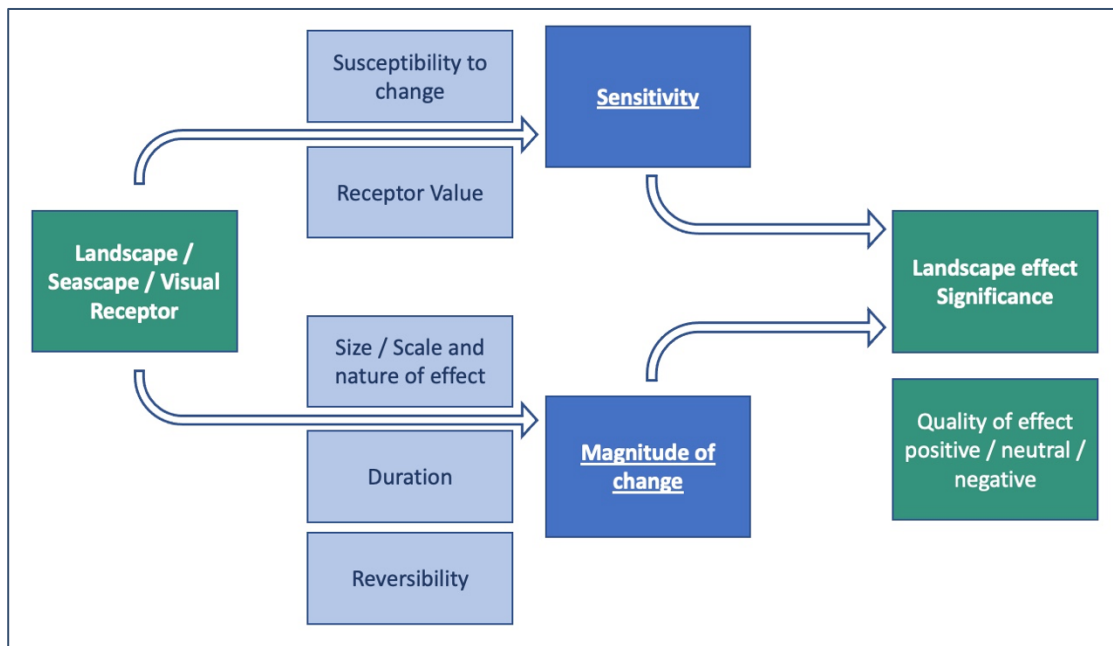 Susceptibility to
change
Receptor Value
Sensitivity
Landscape /
Seascape / Visual
Receptor
Size / Scale and
nature of effect
Duration
Reversibility
Magnitude of
change
Landscape effect
Significance
Quality of effect
positive / neutral /
negative